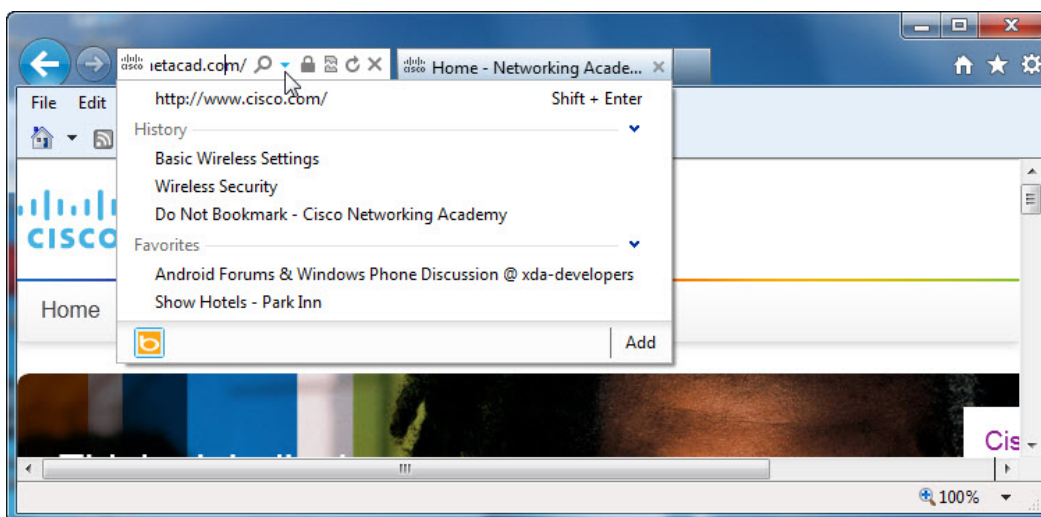 cisco ıetacad.com/
Home - Networking Acade...
File Edit
http://www.cisco.com/ Shift + Enter
History
Basic Wireless Settings
Wireless Security
Do Not Bookmark - Cisco Networking Academy
CISCO
Favorites
Android Forums & Windows Phone Discussion @ xda-developers
Home
Show Hotels - Park Inn
b
Add
Cis
100%